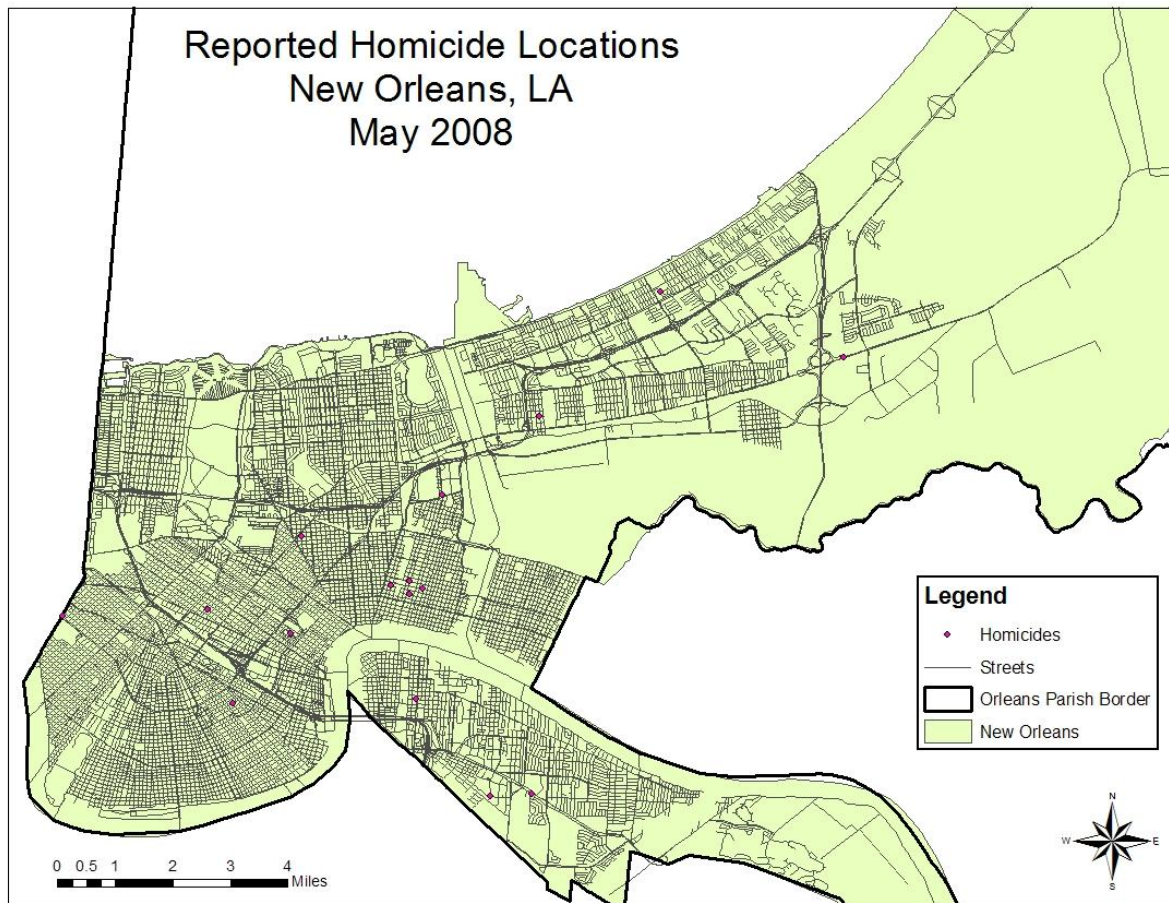 Reported Homicide Locations
New Orleans, LA
May 2008
Legend
Homicides
Streets
Orleans Parish Border
New Orleans
N
W E
S
0 0.5 1 2 3 4
Miles